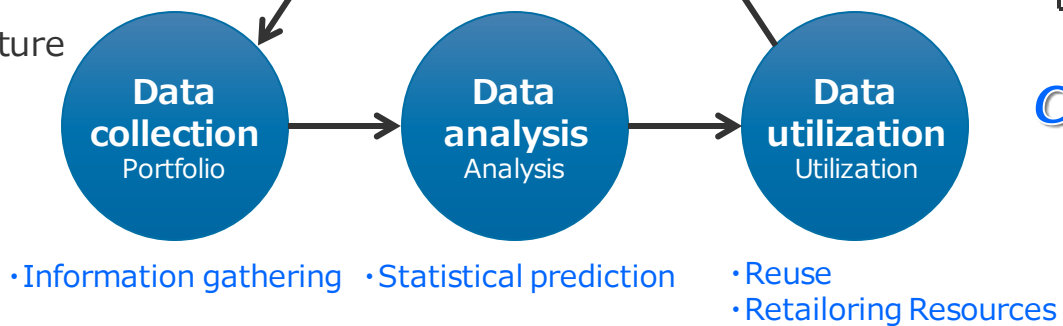 ture
Data
collection
Portfolio
Data
analysis
Analysis
Data
utilization
Utilization
C
・Information gathering
・Statistical prediction
・Reuse
・Retailoring Resources